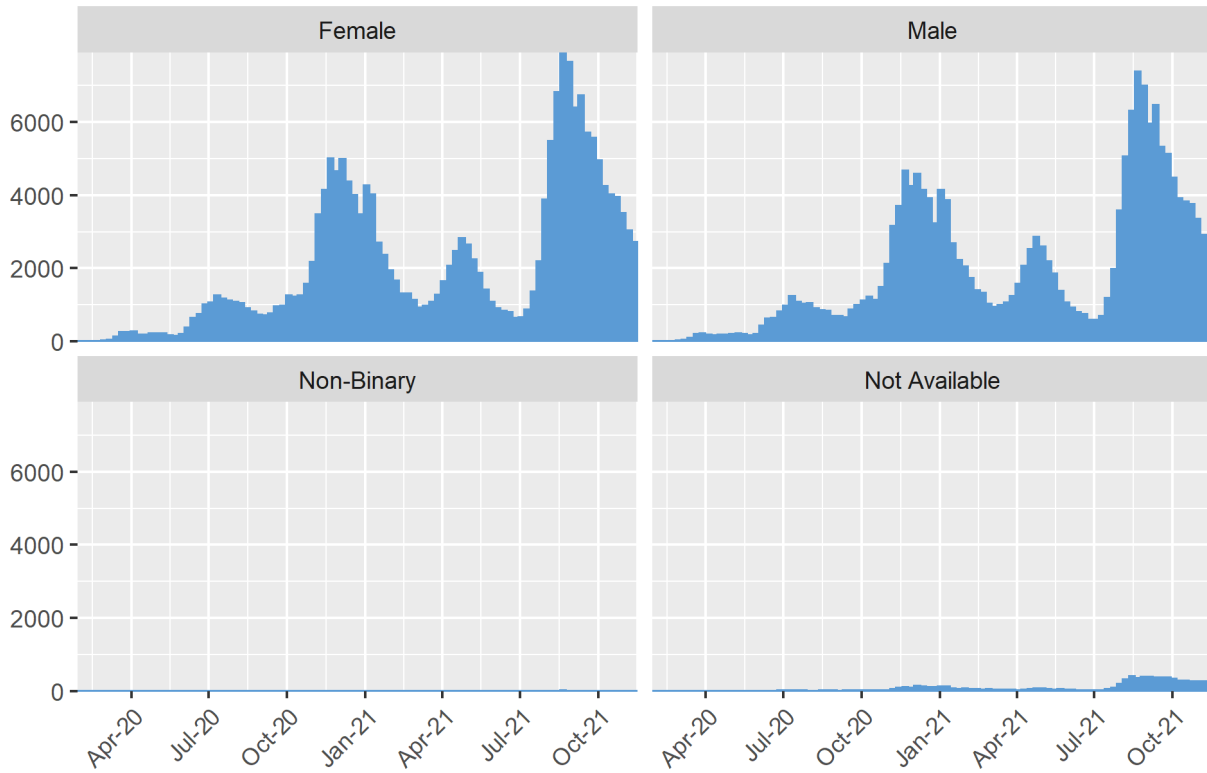 Female
Male
6000
4000
2000
0
Non-Binary
Not Available
6000
4000
2000
0
Apr-20 Jul-20 Oct-20 Jan-21 Apr-21 Jul-21 Oct-21
Apr-20 Jul-20 Oct-20 Jan-21 Apr-21 Jul-21 Oct-21